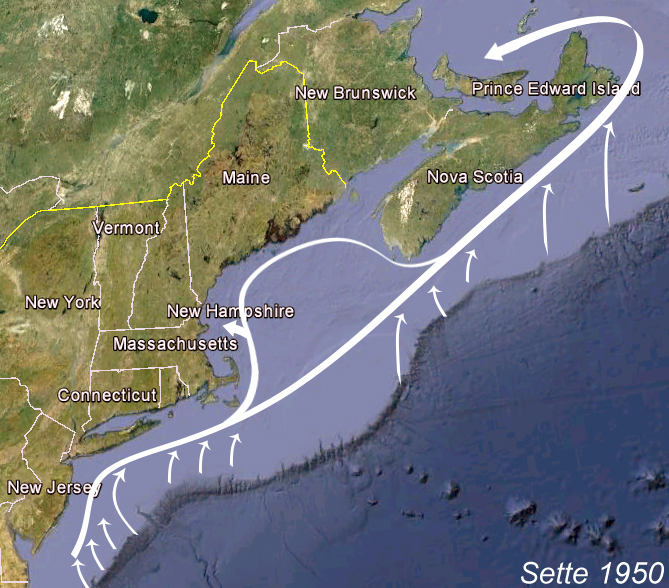 New Brunswick
Prince Edward Island
Maine
Nova Scotia
Vermont
New York
New Hampshire
Massachusetts
Connecticut
New Jersey
Sette 1950